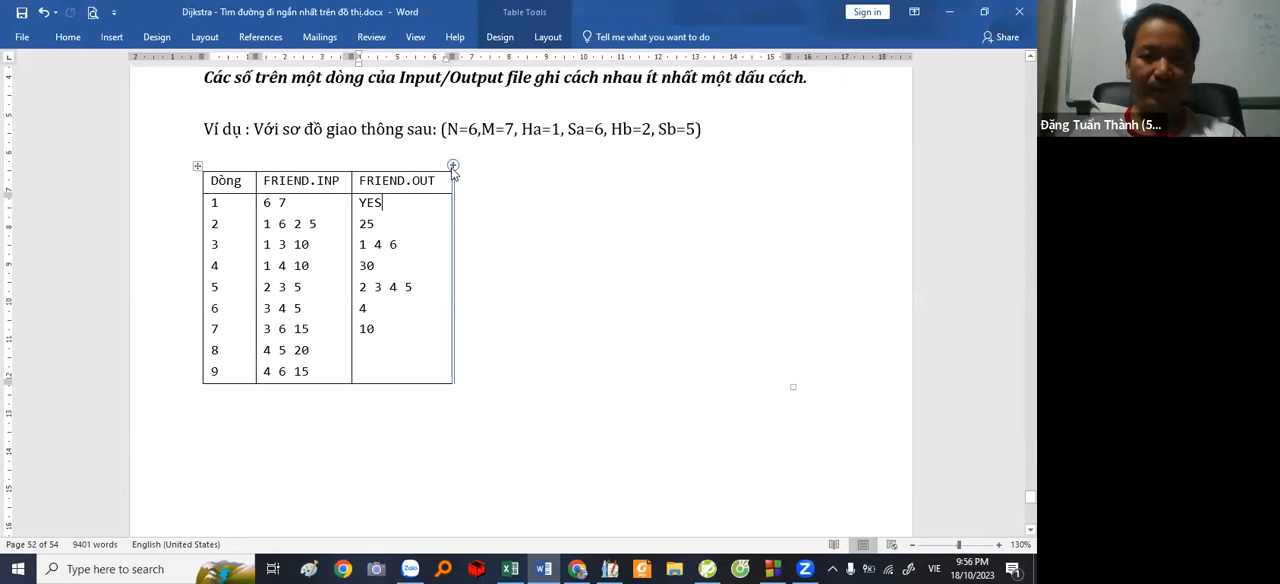 Dijkstra - Tìm đường đi ngắn nhất trên đồ thị.docx - Word
Table Tools
Sign in
File Home Insert Design Layout References Mailings Review View Help Design Layout Tell me what you want to do Share
Các số trên một dòng của Input/Output file ghi cách nhau ít nhất một dấu cách.
Ví dụ : Với sơ đồ giao thông sau: (N=6,M=7, Ha=1, Sa=6, Hb=2, Sb=5)
Dòng FRIEND.INP FRIEND.OUT
1 6 7 YES
2 1 6 2 5 25
3 1 3 10 1 4 6
4 1 4 10 30
5 2 3 5 2 3 4 5
6 3 4 5 4
7 3 6 15 10
8 4 5 20
9 4 6 15
Đặng Tuấn Thành (5...
Page 52 of 54 9401 words English (United States) 130%
Type here to search
Zalo
VIE
9:56 PM
18/10/2023